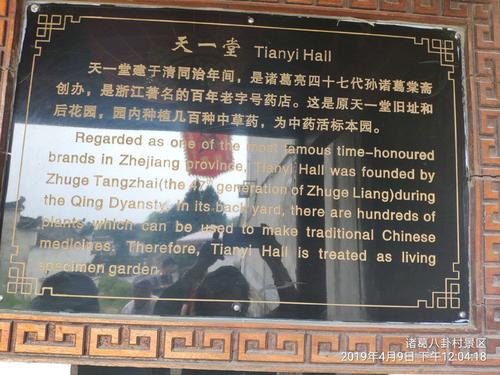 天一堂 Tianyi Hall
天一堂建于清同治年间，是诸葛亮四十七代孙诸葛棠斋
创办，是浙江著名的百年老字号药店。这是原天一堂旧址和
后花园，园内种植几百种中草药，为中药活标本园。
Regarded as one of the most famous time-honoured
brands in Zhejiang province, Tianyi Hall was founded by
Zhuge Tangzhai(the 47th generation of Zhuge Liang)during
the Qing Dyansty. In its back yard, there are hundreds of
plants which can be used to make traditional Chinese
medicines. Therefore, Tianyi Hall is treated as living
specimen garden.
诸葛八卦村景区
2019年4月9日 下午12:04:18